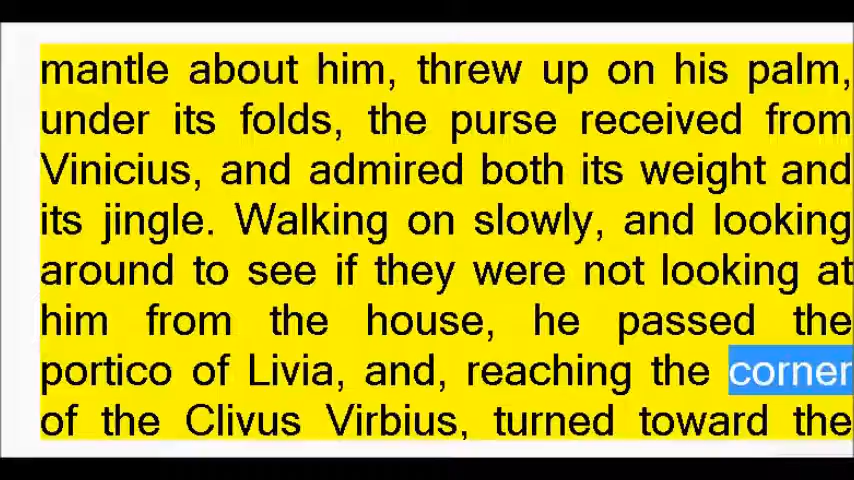 mantle about him, threw up on his palm,
under its folds, the purse received from
Vinicius, and admired both its weight and
its jingle. Walking on slowly, and looking
around to see if they were not looking at
him from the house, he passed the
portico of Livia, and, reaching the corner
of the Clivus Virbius, turned toward the